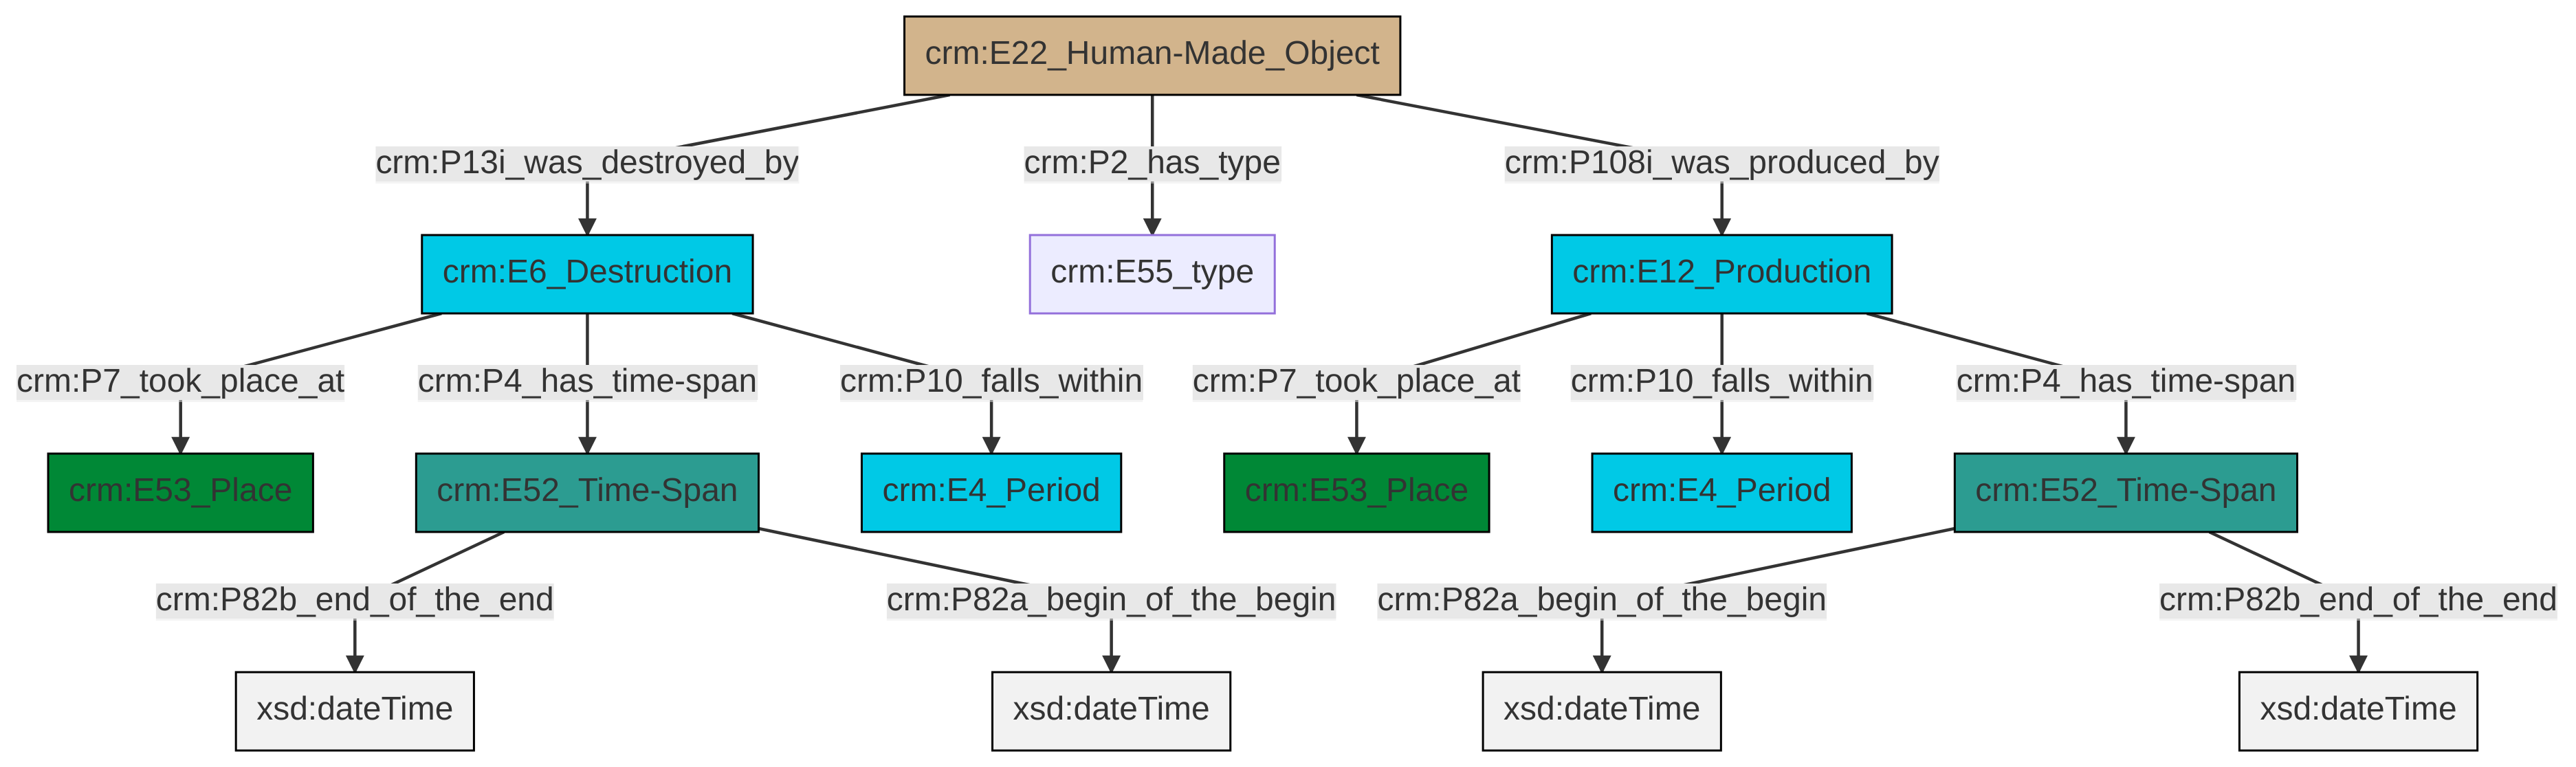 crm:E22_Human-Made_Object
crm:P13i_was_destroyed_by
crm:P2_has_type
crm:P108i_was_produced_by
crm:E6_Destruction
crm:E55_type
crm:E12_Production
crm:P7_took_place_at
crm:P4_has_time-span
crm:P10_falls_within
crm:P7_took_place_at
crm:P10_falls_within
crm:P4_has_time-span
crm:E53_Place
crm:E52_Time-Span
crm:E4_Period
crm:E53_Place
crm:E4_Period
crm:E52_Time-Span
crm:P82b_end_of_the_end
crm:P82a_begin_of_the_begin
crm:P82a_begin_of_the_begin
crm:P82b_end_of_the_end
xsd:dateTime
xsd:dateTime
xsd:dateTime
xsd:dateTime